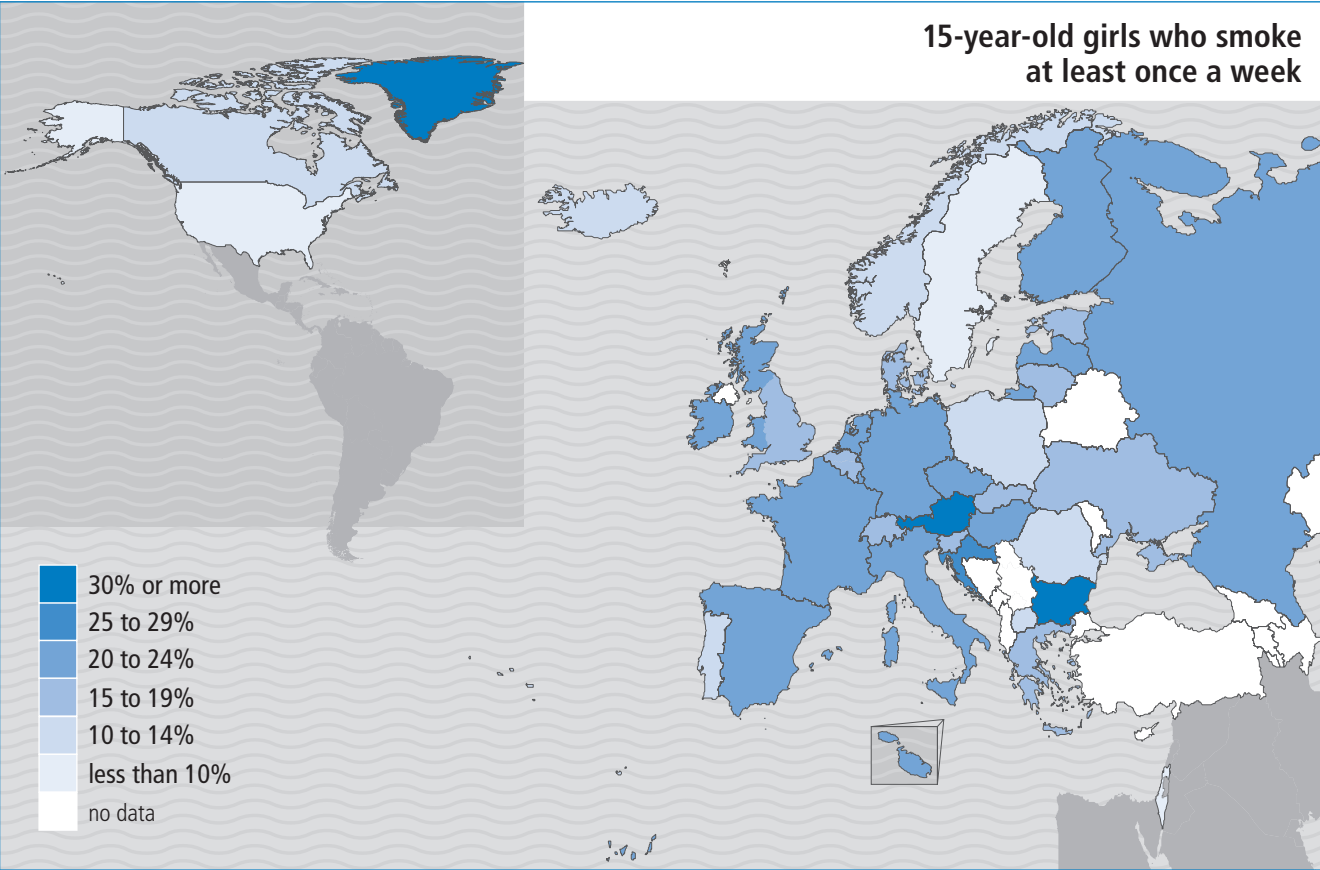 15-year-old girls who smoke
at least once a week
30% or more
25 to 29%
20 to 24%
15 to 19%
10 to 14%
less than 10%
no data